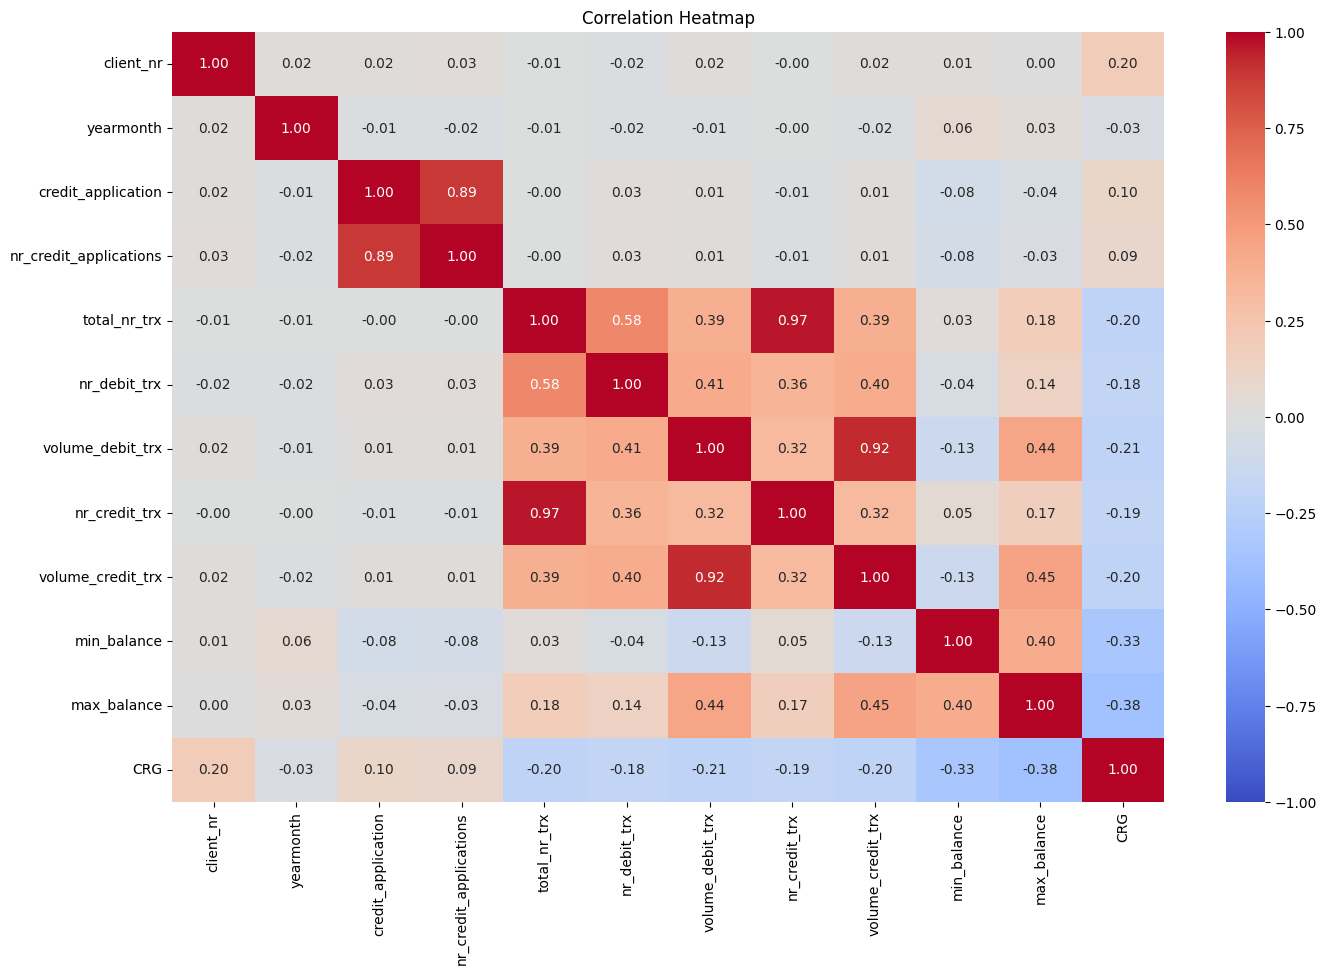 Correlation Heatmap
client_nr 1.00 0.02 0.02 0.03 -0.01 -0.02 0.02 -0.00 0.02 0.01 0.00 0.20
yearmonth 0.02 1.00 -0.01 -0.02 -0.01 -0.02 -0.01 -0.00 -0.02 0.06 0.03 -0.03
credit_application 0.02 -0.01 1.00 0.89 -0.00 0.03 0.01 -0.01 0.01 -0.08 -0.04 0.10
nr_credit_applications 0.03 -0.02 0.89 1.00 -0.00 0.03 0.01 -0.01 0.01 -0.08 -0.03 0.09
total_nr_trx -0.01 -0.01 -0.00 -0.00 1.00 0.58 0.39 0.97 0.39 0.03 0.18 -0.20
nr_debit_trx -0.02 -0.02 0.03 0.03 0.58 1.00 0.41 0.36 0.40 -0.04 0.14 -0.18
volume_debit_trx 0.02 -0.01 0.01 0.01 0.39 0.41 1.00 0.32 0.92 -0.13 0.44 -0.21
nr_credit_trx -0.00 -0.00 -0.01 -0.01 0.97 0.36 0.32 1.00 0.32 0.05 0.17 -0.19
volume_credit_trx 0.02 -0.02 0.01 0.01 0.39 0.40 0.92 0.32 1.00 -0.13 0.45 -0.20
min_balance 0.01 0.06 -0.08 -0.08 0.03 -0.04 -0.13 0.05 -0.13 1.00 0.40 -0.33
max_balance 0.00 0.03 -0.04 -0.03 0.18 0.14 0.44 0.17 0.45 0.40 1.00 -0.38
CRG 0.20 -0.03 0.10 0.09 -0.20 -0.18 -0.21 -0.19 -0.20 -0.33 -0.38 1.00
client_nr
yearmonth
credit_application
nr_credit_applications
total_nr_trx
nr_debit_trx
volume_debit_trx
nr_credit_trx
volume_credit_trx
min_balance
max_balance
CRG
1.00
0.75
0.50
0.25
0.00
−0.25
−0.50
−0.75
−1.00